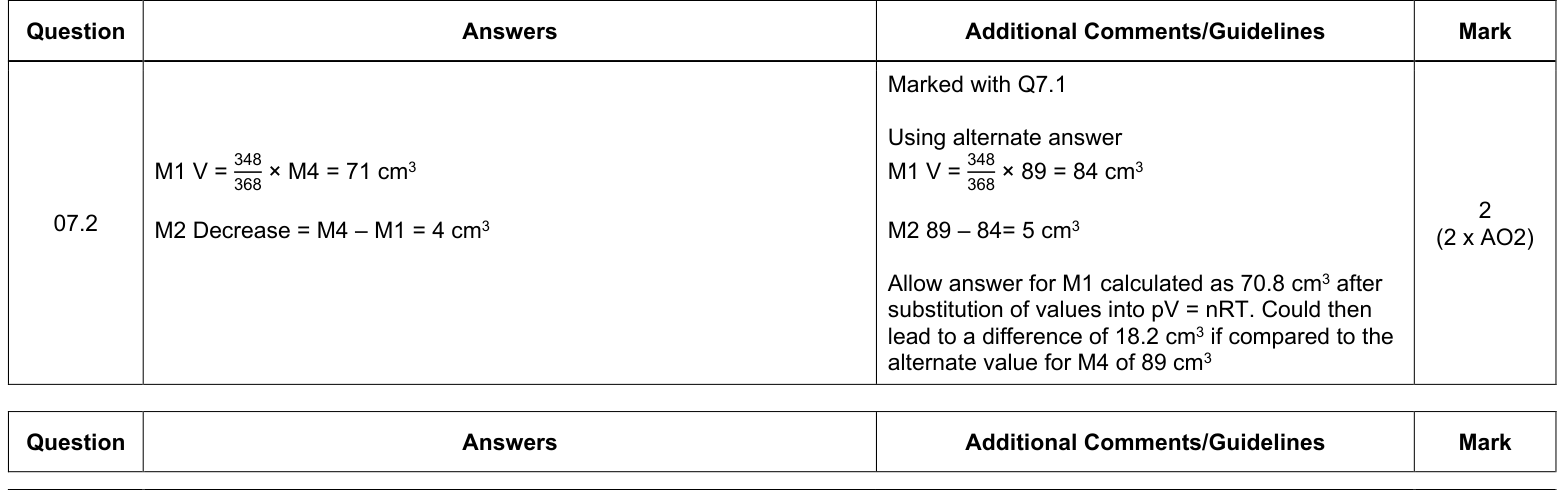 Question Answers Additional Comments/Guidelines Mark
07.2
M1 V = 348/368 × M4 = 71 cm³
M2 Decrease = M4 – M1 = 4 cm³
Marked with Q7.1
Using alternate answer
M1 V = 348/368 × 89 = 84 cm³
M2 89 – 84= 5 cm³
Allow answer for M1 calculated as 70.8 cm³ after
substitution of values into pV = nRT. Could then
lead to a difference of 18.2 cm³ if compared to the
alternate value for M4 of 89 cm³
2
(2 x AO2)
Question Answers Additional Comments/Guidelines Mark